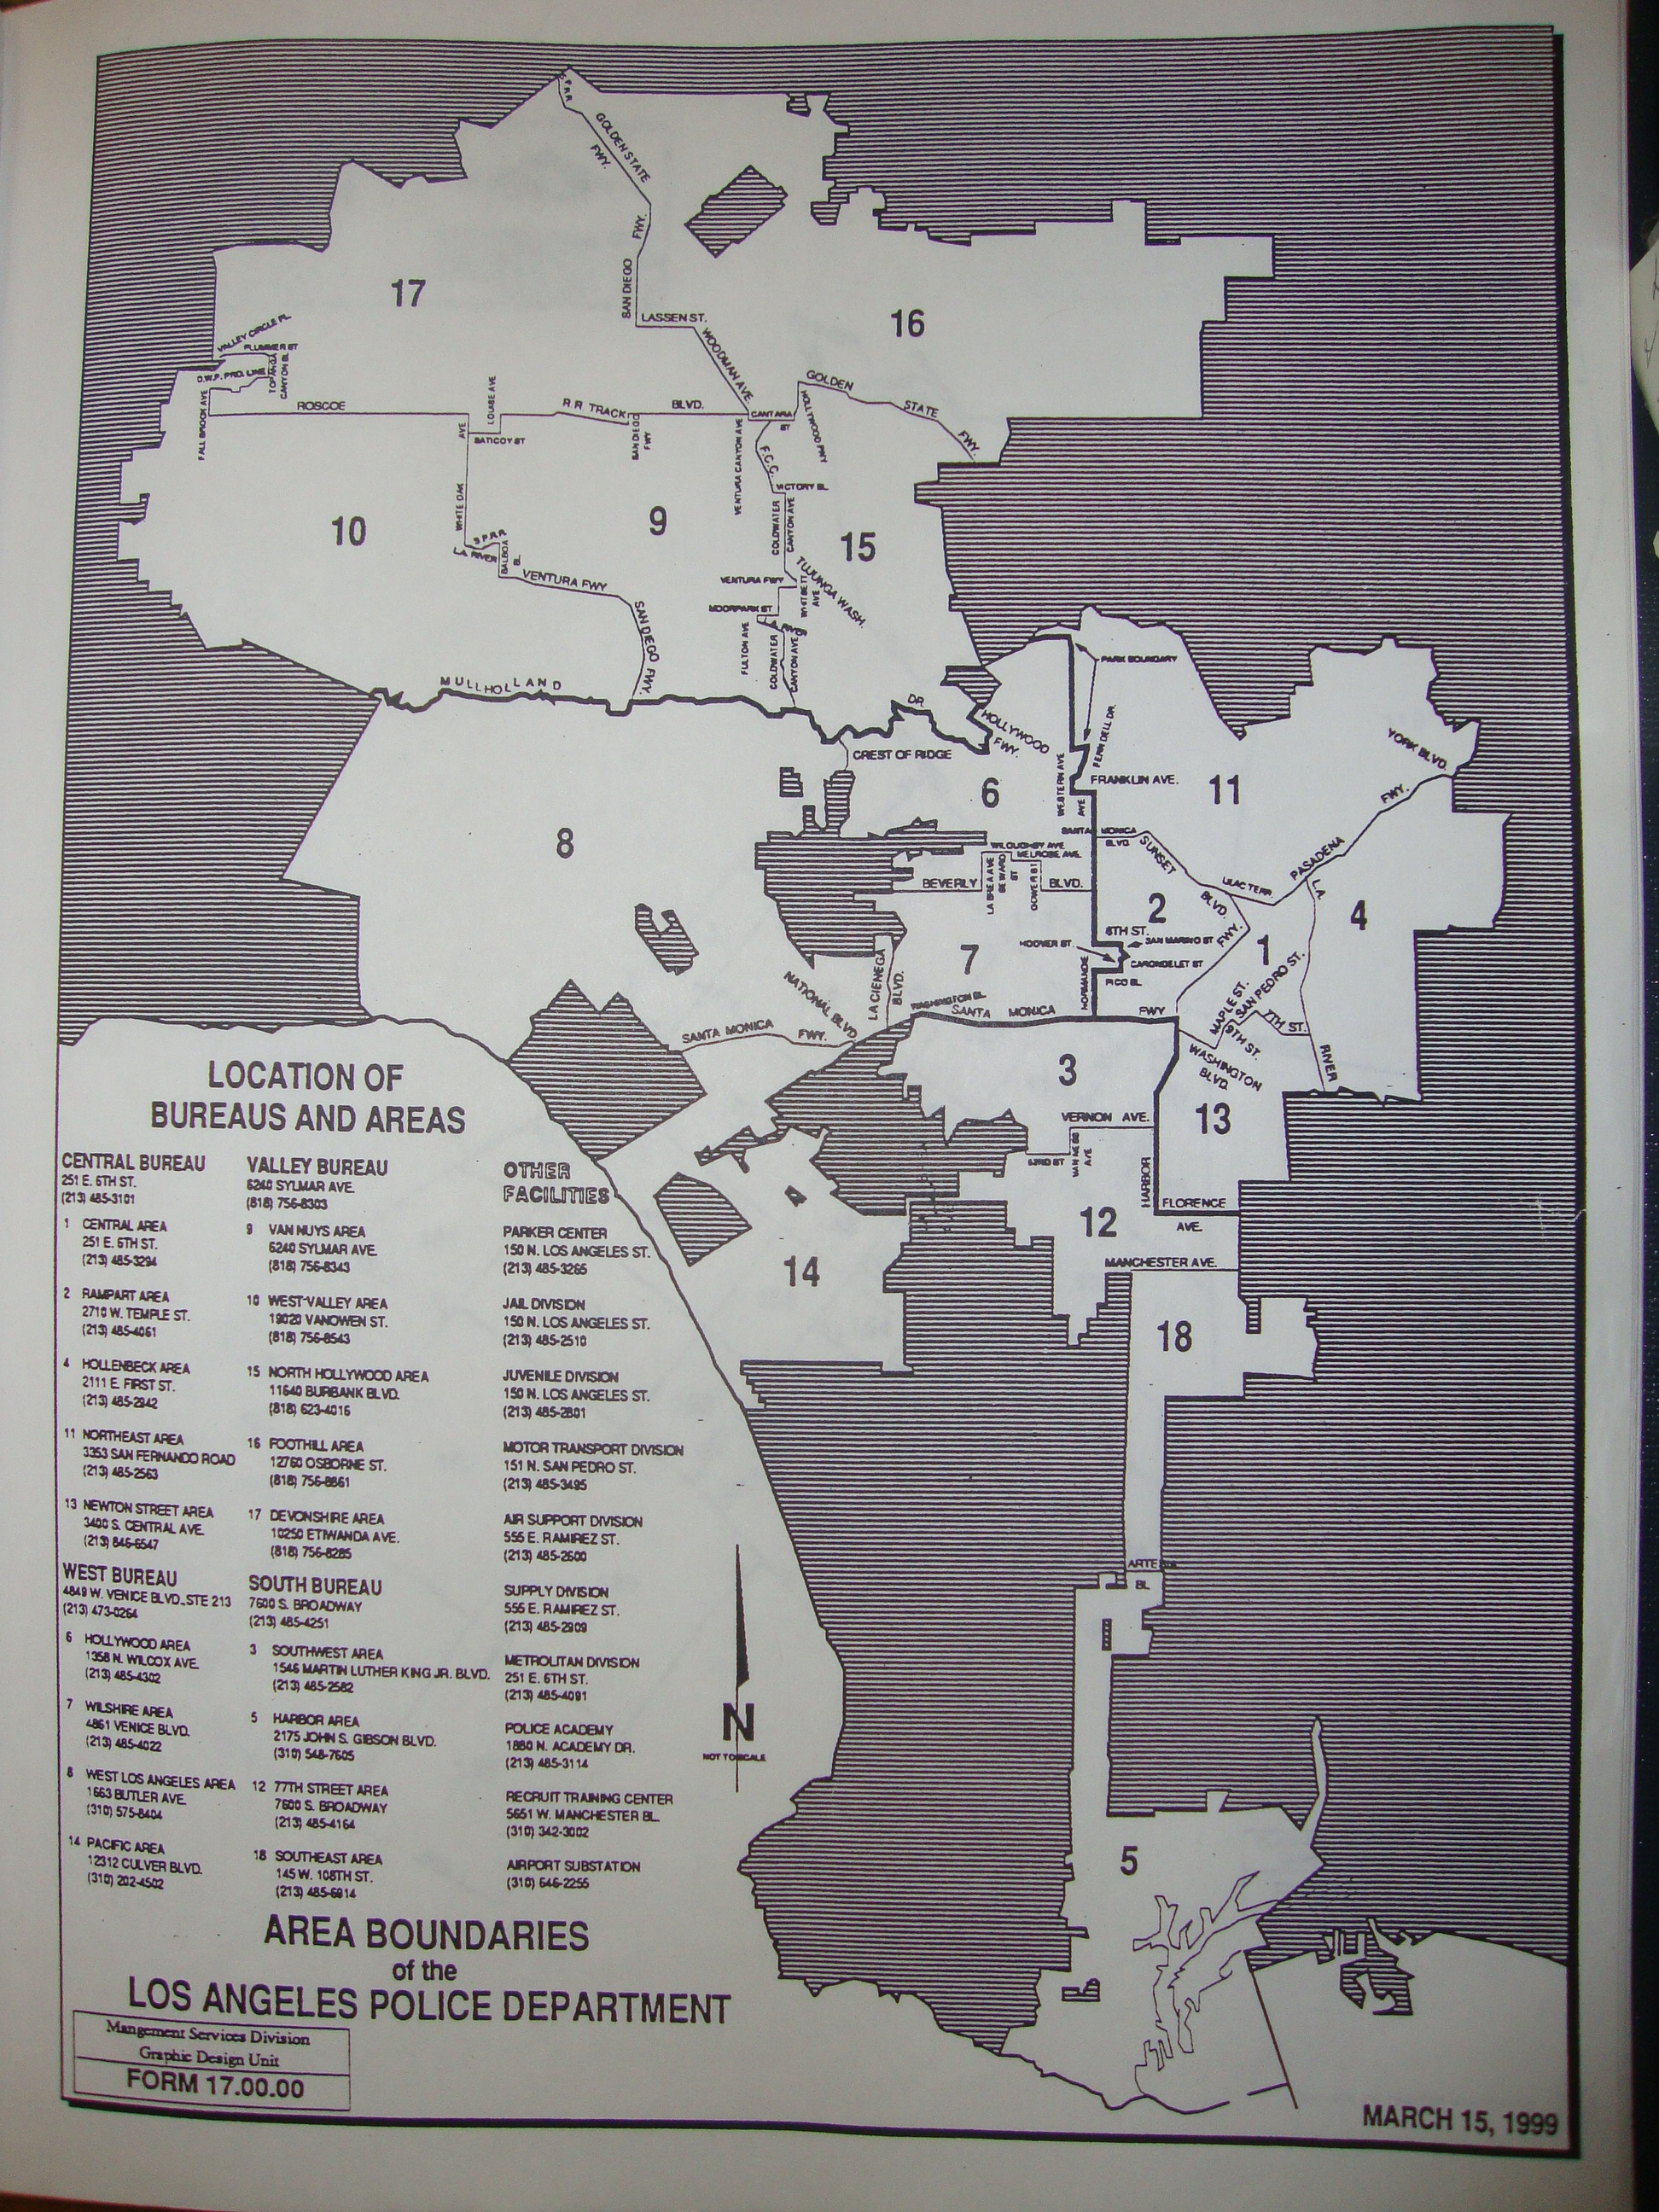 S.P.R.R.
GOLDEN STATE
FWY.
FWY.
SAN DIEGO
17
16
LASSEN ST.
WOODMAN AVE.
VALLEY CIRCLE PL
PLUMMER ST
D.W.P. PRO. LINE
TOPANGA
CANYON BL
FALLBROOK AVE
ROSCOE
LOUISE AVE
R.R. TRACK
BLVD.
CANTARA
ST
GOLDEN
STATE
FWY.
HOLLYWOOD FWY
AVE
SATICOY ST
SAN DIEGO
FWY
VENTURA CANYON AVE
F.C.C.
VICTORY BL
WHITE OAK
10
9
15
COLDWATER
CANYON AVE
S.P.R.R.
L.A. RIVER
BALBOA
BL
VENTURA FWY
VENTURA FWY
WHITSETT
AVE
TUJUNGA WASH.
MOORPARK ST
SAN DIEGO FWY.
FULTON AVE
COLDWATER
CANYON AVE
MULLHOLLAND
DR.
HOLLYWOOD
FWY.
PARK BOUNDARY
FERN DELL DR.
CREST OF RIDGE
WESTERN AVE
FRANKLIN AVE.
AVE
6
11
YORK BLVD.
FWY.
8
SANTA MONICA
BLVD.
SUNSET
PASADENA
WILOUGHBY AVE
MELROSE AVE.
BEVERLY
LA BREA AVE
SEWARD
ST
GOWER ST
BLVD.
LILAC TERR
BLVD.
L.A.
2
4
8TH ST.
SAN MARINO ST
FWY.
HOOVER ST.
CARONDELET ST
1
7
NORMANDIE
PICO BL
NATIONAL BLVD
LA CIENEGA
BLVD.
WASHINGTON BL
SANTA MONICA
FWY
MAPLE ST.
SAN PEDRO ST.
7TH ST.
9TH ST.
SANTA MONICA
FWY.
WASHINGTON
BLVD.
RIVER
3
13
VERNON AVE.
VAN NESS
AVE
HARBOR
FLORENCE
AVE.
12
MANCHESTER AVE.
14
18
BL
5
LOCATION OF
BUREAUS AND AREAS
CENTRAL BUREAU
251 E. 6TH ST.
(213) 485-3101
1 CENTRAL AREA
251 E. 6TH ST.
(213) 485-3294
2 RAMPART AREA
2710 W. TEMPLE ST.
(213) 485-4061
4 HOLLENBECK AREA
2111 E. FIRST ST.
(213) 485-2942
11 NORTHEAST AREA
3353 SAN FERNANDO ROAD
(213) 485-2563
13 NEWTON STREET AREA
3400 S. CENTRAL AVE.
(213) 846-6547
WEST BUREAU
4849 W. VENICE BLVD., STE 213
(213) 473-0264
6 HOLLYWOOD AREA
1358 N. WILCOX AVE.
(213) 485-4302
7 WILSHIRE AREA
4861 VENICE BLVD.
(213) 485-4022
8 WEST LOS ANGELES AREA
1663 BUTLER AVE.
(310) 575-8404
14 PACIFIC AREA
12312 CULVER BLVD.
(310) 202-4502
VALLEY BUREAU
6240 SYLMAR AVE.
(818) 756-8303
9 VAN NUYS AREA
6240 SYLMAR AVE.
(818) 756-8343
10 WEST VALLEY AREA
19020 VANOWEN ST.
(818) 756-8543
15 NORTH HOLLYWOOD AREA
11640 BURBANK BLVD.
(818) 623-4016
16 FOOTHILL AREA
12760 OSBORNE ST.
(818) 756-8861
17 DEVONSHIRE AREA
10250 ETIWANDA AVE.
(818) 756-8285
SOUTH BUREAU
7600 S. BROADWAY
(213) 485-4251
3 SOUTHWEST AREA
1546 MARTIN LUTHER KING JR. BLVD.
(213) 485-2582
5 HARBOR AREA
2175 JOHN S. GIBSON BLVD.
(310) 548-7605
12 77TH STREET AREA
7600 S. BROADWAY
(213) 485-4164
18 SOUTHEAST AREA
145 W. 108TH ST.
(213) 485-6914
OTHER
FACILITIES
PARKER CENTER
150 N. LOS ANGELES ST.
(213) 485-3265
JAIL DIVISION
150 N. LOS ANGELES ST.
(213) 485-2510
JUVENILE DIVISION
150 N. LOS ANGELES ST.
(213) 485-2801
MOTOR TRANSPORT DIVISION
151 N. SAN PEDRO ST.
(213) 485-3495
AIR SUPPORT DIVISION
555 E. RAMIREZ ST.
(213) 485-2600
SUPPLY DIVISION
555 E. RAMIREZ ST.
(213) 485-2909
METROLITAN DIVISION
251 E. 6TH ST.
(213) 485-4091
POLICE ACADEMY
1880 N. ACADEMY DR.
(213) 485-3114
RECRUIT TRAINING CENTER
5651 W. MANCHESTER BL.
(310) 342-3002
AIRPORT SUBSTATION
(310) 646-2255
N
NOT TO SCALE
AREA BOUNDARIES
of the
LOS ANGELES POLICE DEPARTMENT
Mangement Services Division
Graphic Design Unit
FORM 17.00.00
MARCH 15, 1999